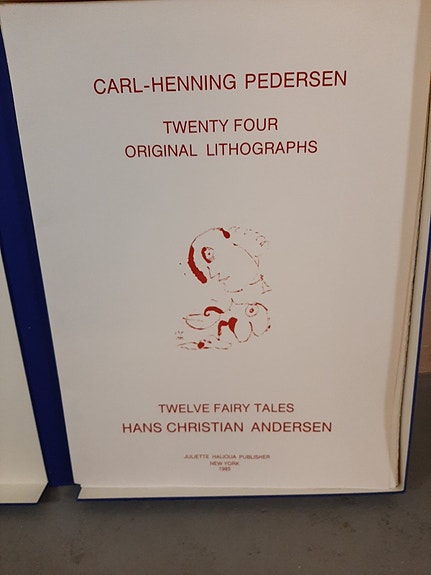 CARL-HENNING PEDERSEN
TWENTY FOUR
ORIGINAL LITHOGRAPHS
TWELVE FAIRY TALES
HANS CHRISTIAN ANDERSEN
JULIETTE HALIOUA PUBLISHER
NEW YORK